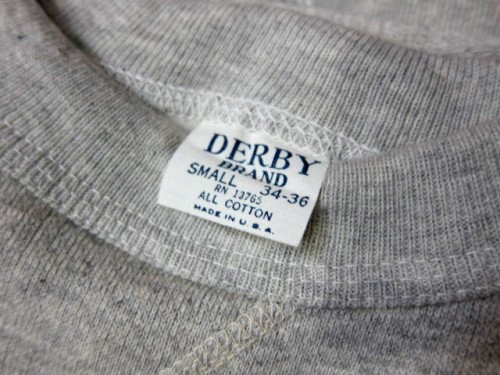 DERBY
BRAND
SMALL 34-36
RN 13765
ALL COTTON
MADE IN U.S.A.